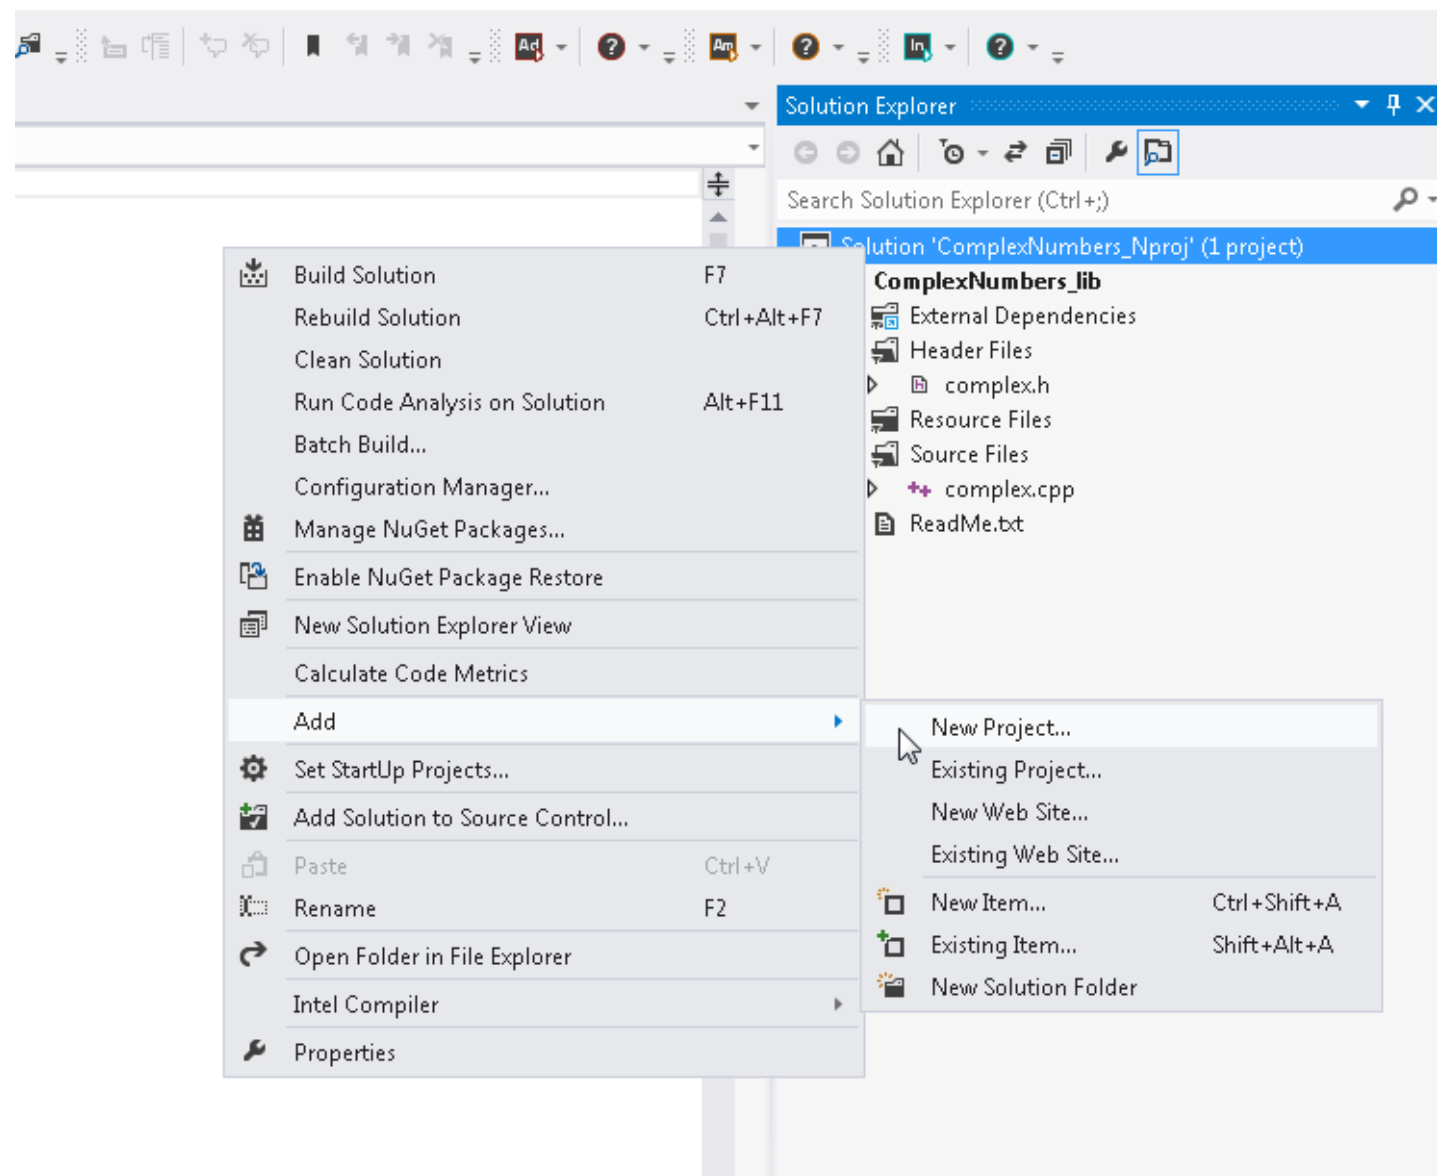 Ad
?
Am
?
In
?
Solution Explorer
Search Solution Explorer (Ctrl+;)
Solution 'ComplexNumbers_Nproj' (1 project)
ComplexNumbers_lib
External Dependencies
Header Files
complex.h
Resource Files
Source Files
++ complex.cpp
ReadMe.txt
Build Solution F7
Rebuild Solution Ctrl+Alt+F7
Clean Solution
Run Code Analysis on Solution Alt+F11
Batch Build...
Configuration Manager...
Manage NuGet Packages...
Enable NuGet Package Restore
New Solution Explorer View
Calculate Code Metrics
Add
Set StartUp Projects...
Add Solution to Source Control...
Paste Ctrl+V
Rename F2
Open Folder in File Explorer
Intel Compiler
Properties
New Project...
Existing Project...
New Web Site...
Existing Web Site...
New Item... Ctrl+Shift+A
Existing Item... Shift+Alt+A
New Solution Folder